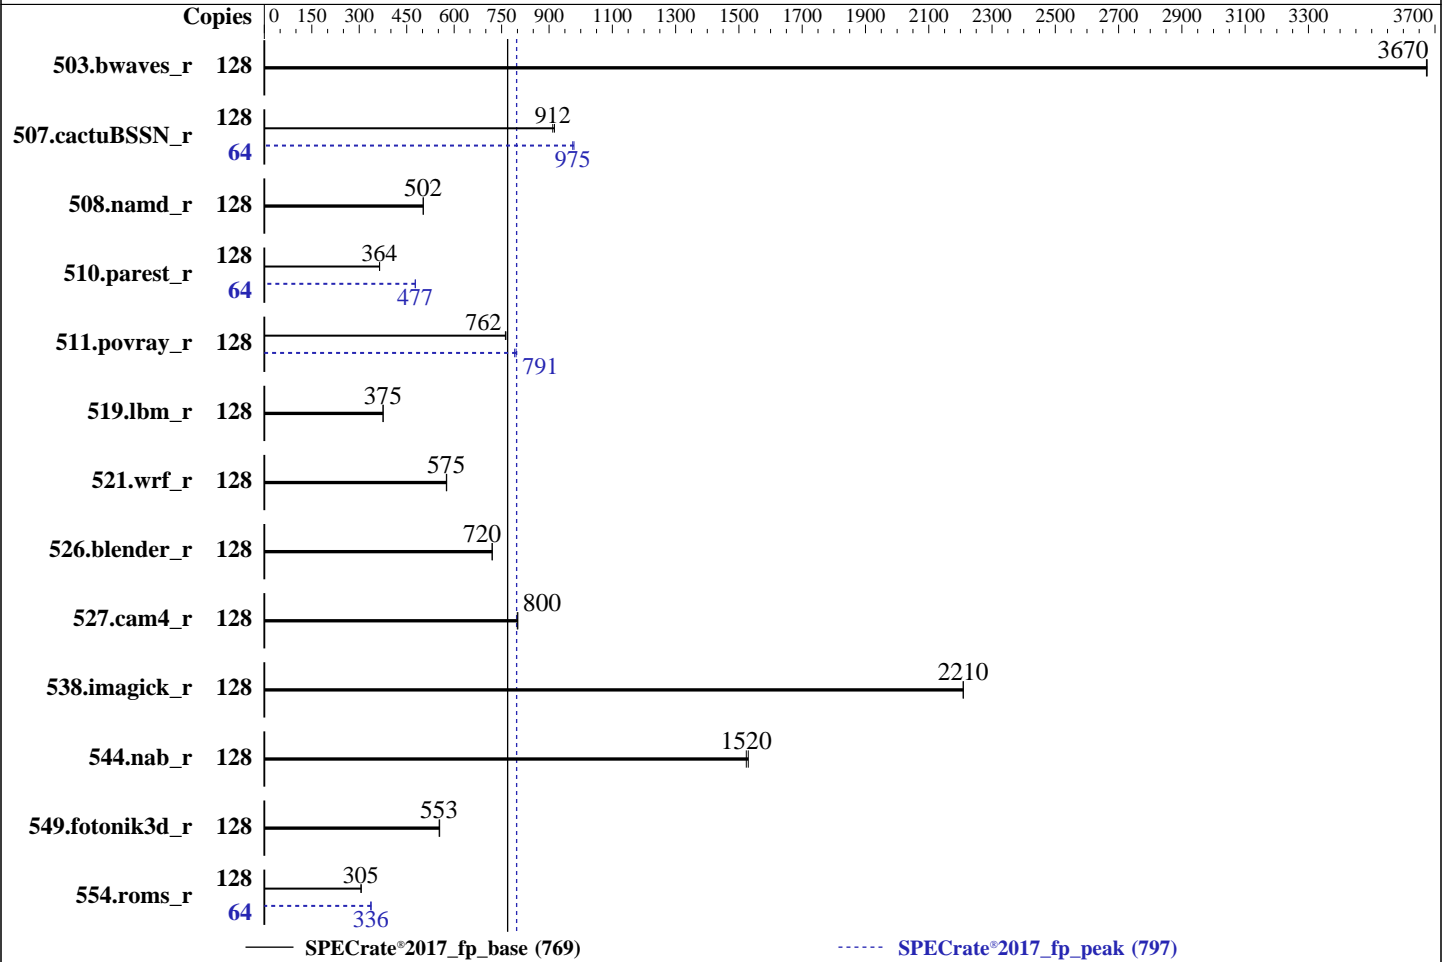 Copies 0 150 300 450 600 750 900 1100 1300 1500 1700 1900 2100 2300 2500 2700 2900 3100 3300 3700
503.bwaves_r 128 3670
507.cactuBSSN_r 128 912
64 975
508.namd_r 128 502
510.parest_r 128 364
64 477
511.povray_r 128 762
791
519.lbm_r 128 375
521.wrf_r 128 575
526.blender_r 128 720
527.cam4_r 128 800
538.imagick_r 128 2210
544.nab_r 128 1520
549.fotonik3d_r 128 553
554.roms_r 128 305
64 336
SPECrate®2017_fp_base (769) SPECrate®2017_fp_peak (797)